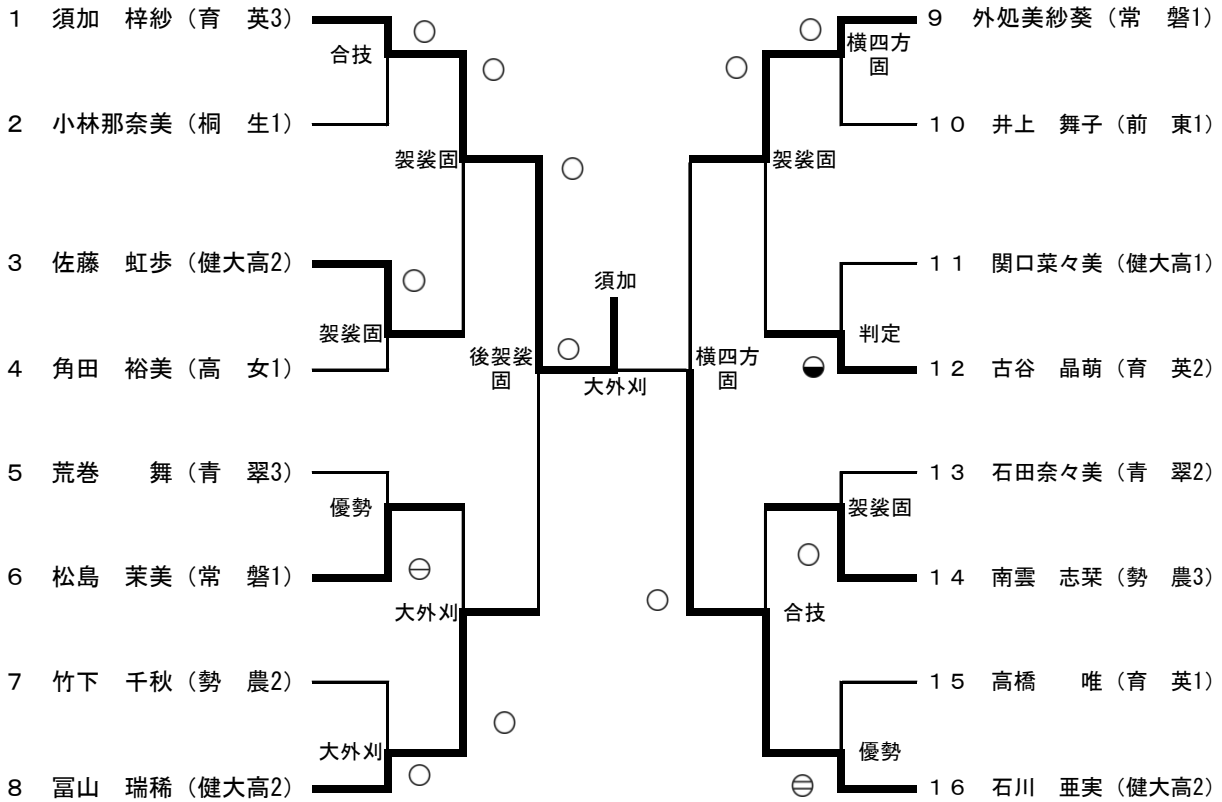 1 須加 梓紗（育 英3）
合技
2 小林那奈美（桐 生1）
袈裟固
3 佐藤 虹歩（健大高2）
袈裟固
4 角田 裕美（高 女1）
後袈裟
固
5 荒巻 舞（青 翠3）
優勢
6 松島 茉美（常 磐1）
大外刈
7 竹下 千秋（勢 農2）
大外刈
8 冨山 瑞稀（健大高2）
須加
大外刈
9 外処美紗葵（常 磐1）
横四方
固
10 井上 舞子（前 東1）
袈裟固
11 関口菜々美（健大高1）
判定
12 古谷 晶萌（育 英2）
横四方
固
13 石田奈々美（青 翠2）
袈裟固
14 南雲 志栞（勢 農3）
合技
15 高橋 唯（育 英1）
優勢
16 石川 亜実（健大高2）